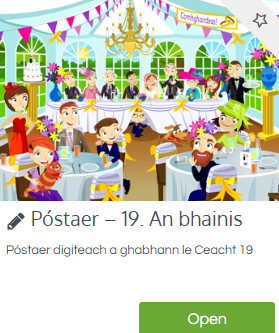 Comhghairdeas!
Póstaer – 19. An bhainis
Póstaer digiteach a ghabhann le Ceacht 19
Open